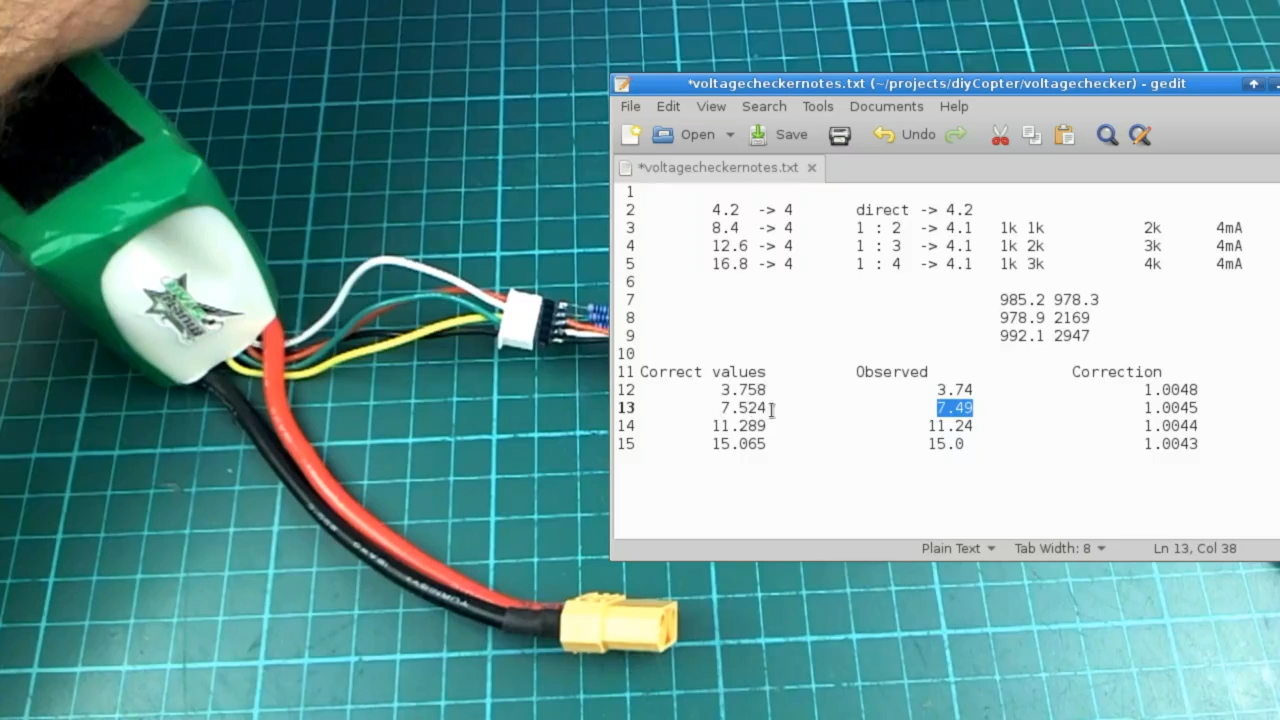 *voltagecheckernotes.txt (~/projects/diyCopter/voltagechecker) - gedit
File Edit View Search Tools Documents Help
Open Save Undo
*voltagecheckernotes.txt
1
2 4.2 -> 4 direct -> 4.2
3 8.4 -> 4 1 : 2 -> 4.1 1k 1k 2k 4mA
4 12.6 -> 4 1 : 3 -> 4.1 1k 2k 3k 4mA
5 16.8 -> 4 1 : 4 -> 4.1 1k 3k 4k 4mA
6
7 985.2 978.3
8 978.9 2169
9 992.1 2947
10
11 Correct values Observed Correction
12 3.758 3.74 1.0048
13 7.524 7.49 1.0045
14 11.289 11.24 1.0044
15 15.065 15.0 1.0043
Plain Text Tab Width: 8 Ln 13, Col 38